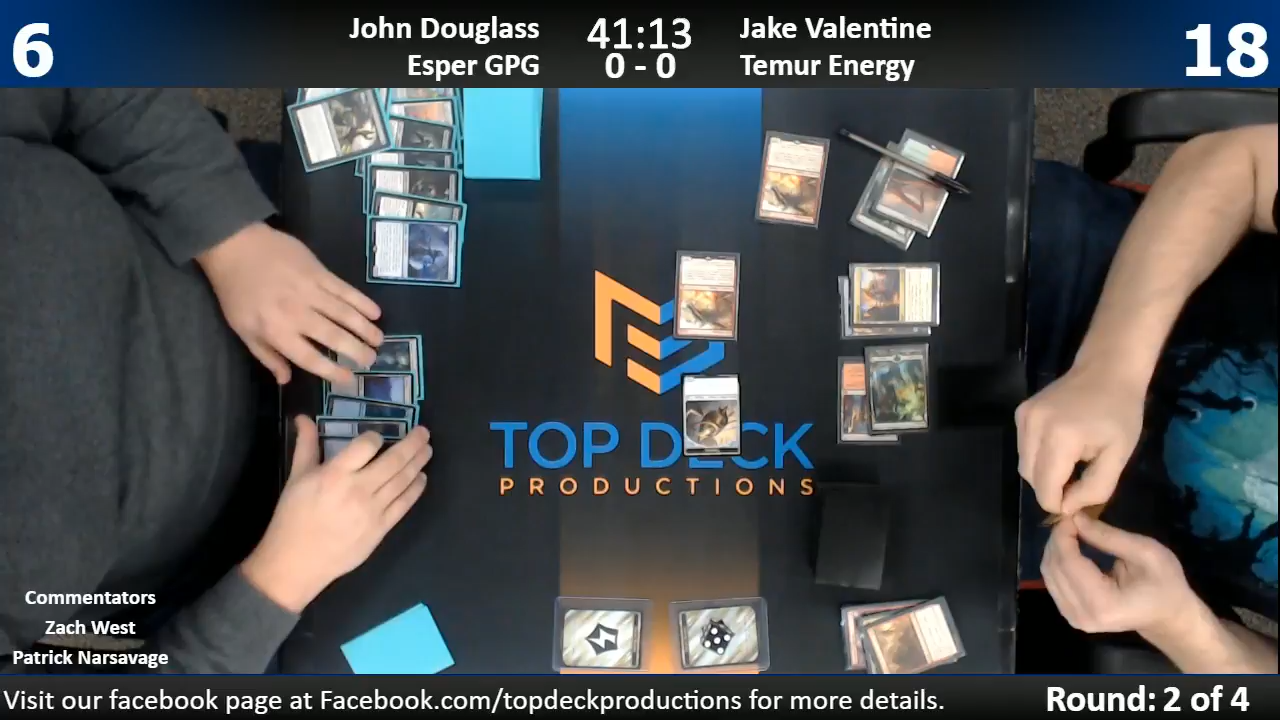 6
John Douglass
Esper GPG
41:13
0 - 0
Jake Valentine
Temur Energy
18
TOP DECK
PRODUCTIONS
Commentators
Zach West
Patrick Narsavage
Visit our facebook page at Facebook.com/topdeckproductions for more details.
Round: 2 of 4